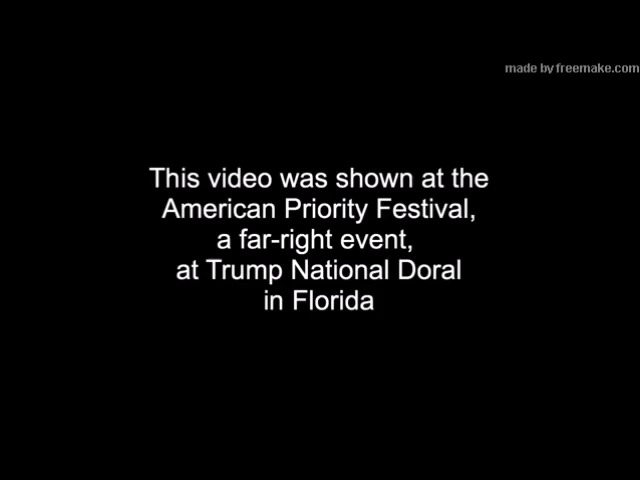 made by freemake.com
This video was shown at the
American Priority Festival,
a far-right event,
at Trump National Doral
in Florida